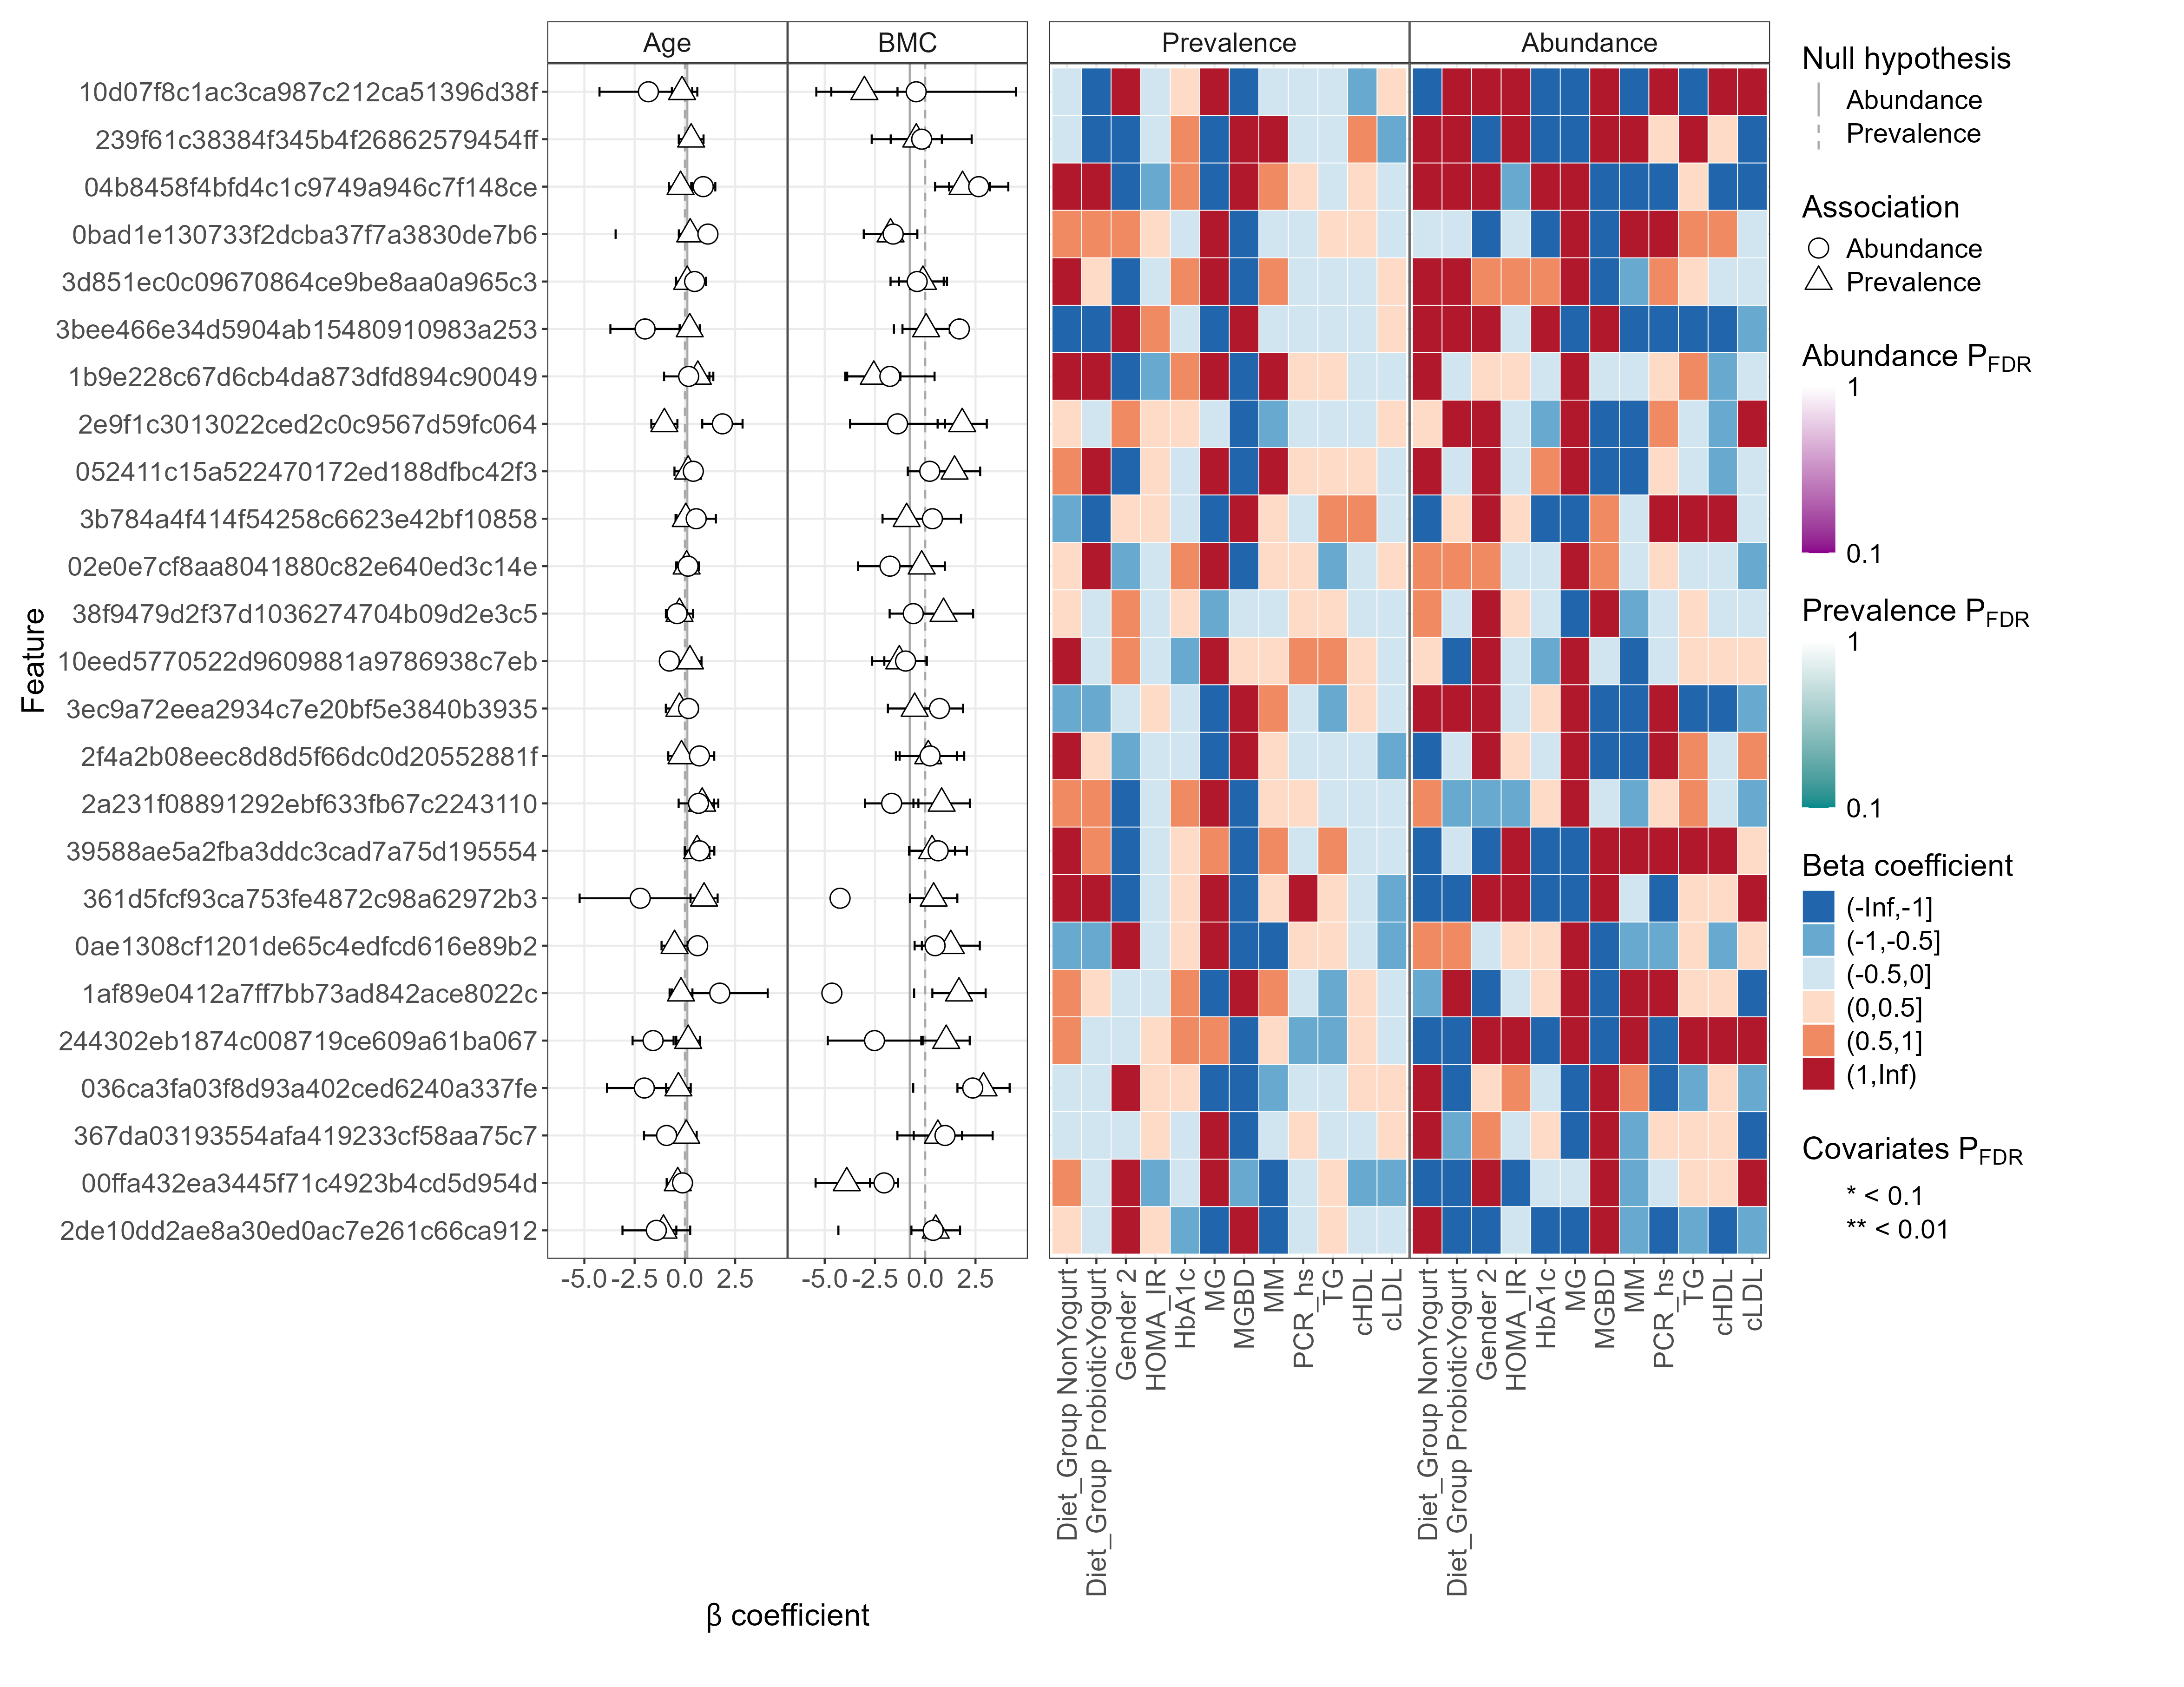 Age
BMC
Prevalence
Abundance
Feature
10d07f8c1ac3ca987c212ca51396d38f
239f61c38384f345b4f26862579454ff
04b8458f4bfd4c1c9749a946c7f148ce
0bad1e130733f2dcba37f7a3830de7b6
3d851ec0c09670864ce9be8aa0a965c3
3bee466e34d5904ab15480910983a253
1b9e228c67d6cb4da873dfd894c90049
2e9f1c3013022ced2c0c9567d59fc064
052411c15a522470172ed188dfbc42f3
3b784a4f414f54258c6623e42bf10858
02e0e7cf8aa8041880c82e640ed3c14e
38f9479d2f37d1036274704b09d2e3c5
10eed5770522d9609881a9786938c7eb
3ec9a72eea2934c7e20bf5e3840b3935
2f4a2b08eec8d8d5f66dc0d20552881f
2a231f08891292ebf633fb67c2243110
39588ae5a2fba3ddc3cad7a75d195554
361d5fcf93ca753fe4872c98a62972b3
0ae1308cf1201de65c4edfcd616e89b2
1af89e0412a7ff7bb73ad842ace8022c
244302eb1874c008719ce609a61ba067
036ca3fa03f8d93a402ced6240a337fe
367da03193554afa419233cf58aa75c7
00ffa432ea3445f71c4923b4cd5d954d
2de10dd2ae8a30ed0ac7e261c66ca912
-5.0 -2.5 0.0 2.5
-5.0 -2.5 0.0 2.5
β coefficient
Diet_Group NonYogurt
Diet_Group ProbioticYogurt
Gender 2
HOMA_IR
HbA1c
MG
MGBD
MM
PCR_hs
TG
cHDL
cLDL
Diet_Group NonYogurt
Diet_Group ProbioticYogurt
Gender 2
HOMA_IR
HbA1c
MG
MGBD
MM
PCR_hs
TG
cHDL
cLDL
Null hypothesis
Abundance
Prevalence
Association
Abundance
Prevalence
Abundance PFDR
1
0.1
Prevalence PFDR
1
0.1
Beta coefficient
(-Inf,-1]
(-1,-0.5]
(-0.5,0]
(0,0.5]
(0.5,1]
(1,Inf)
Covariates PFDR
* < 0.1
** < 0.01